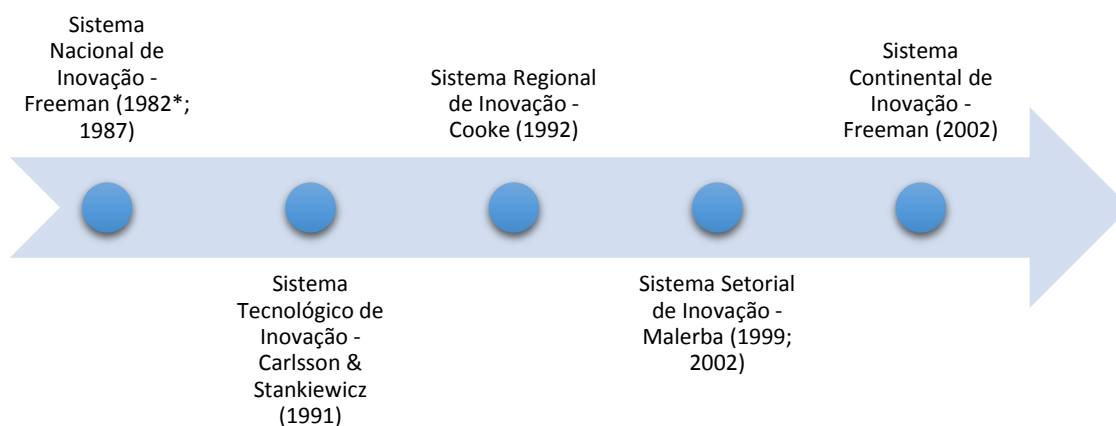 Sistema
Nacional de
Inovação -
Freeman (1982*;
1987)
Sistema
Tecnológico de
Inovação -
Carlsson &
Stankiewicz
(1991)
Sistema Regional
de Inovação -
Cooke (1992)
Sistema Setorial
de Inovação -
Malerba (1999;
2002)
Sistema
Continental de
Inovação -
Freeman (2002)